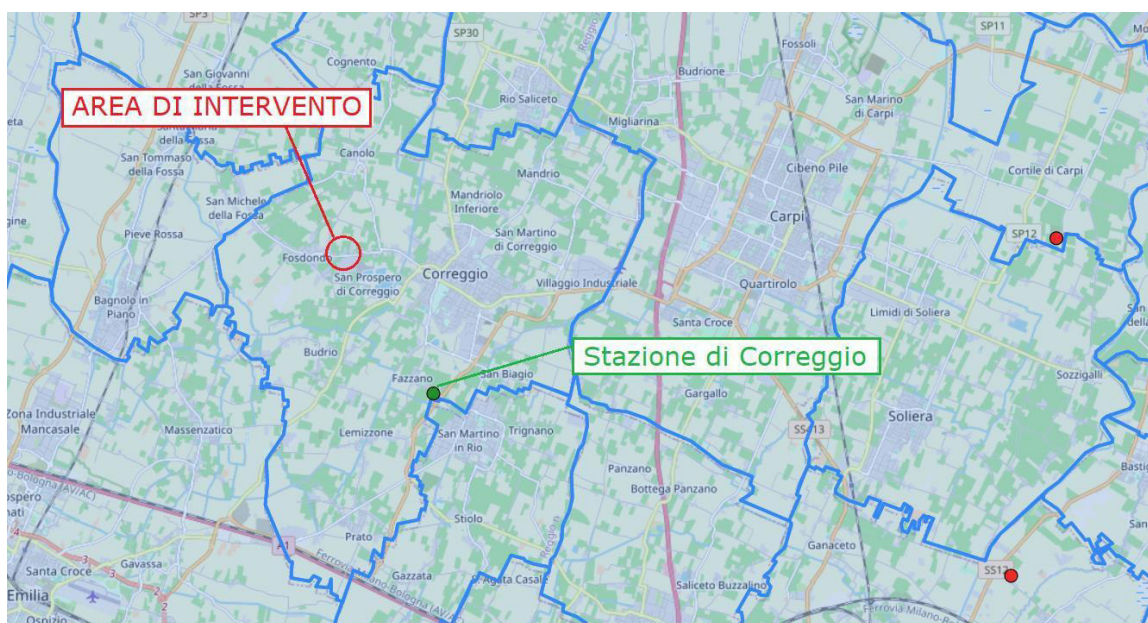 SP3
SP30
SP11
Fossoli
Cognento
San Giovanni
della Fossa
Budrione
AREA DI INTERVENTO
Rio Saliceto
San Marino
di Carpi
Migliarina
della Fossa
Canolo
San Tommaso
della Fossa
Mandrio
Cibeno Pile
Cortile di Carpi
Mandriolo
Inferiore
San Michele
della Fossa
Carpi
Pieve Rossa
San Martino
di Correggio
SP12
Fosdondo
San Prospero
di Correggio
Correggio
Villaggio Industriale
Quartirolo
Bagnolo in
Piano
Santa Croce
Limidi di Soliera
Budrio
Stazione di Correggio
Fazzano
San Biagio
Sozzigalli
Gargallo
Zona Industriale
Mancasale
Massenzatico
Lemizzone
San Martino
in Rio
Trignano
Soliera
SS413
Panzano
Bottega Panzano
Stiolo
Prato
A1
Ganaceto
Gavassa
Santa Croce
Gazzata
S. Agata Casale
Saliceto Buzzalino
SS12
Emilia
Ospizio
Ferrovia Milano-Bologna (AV/AC)